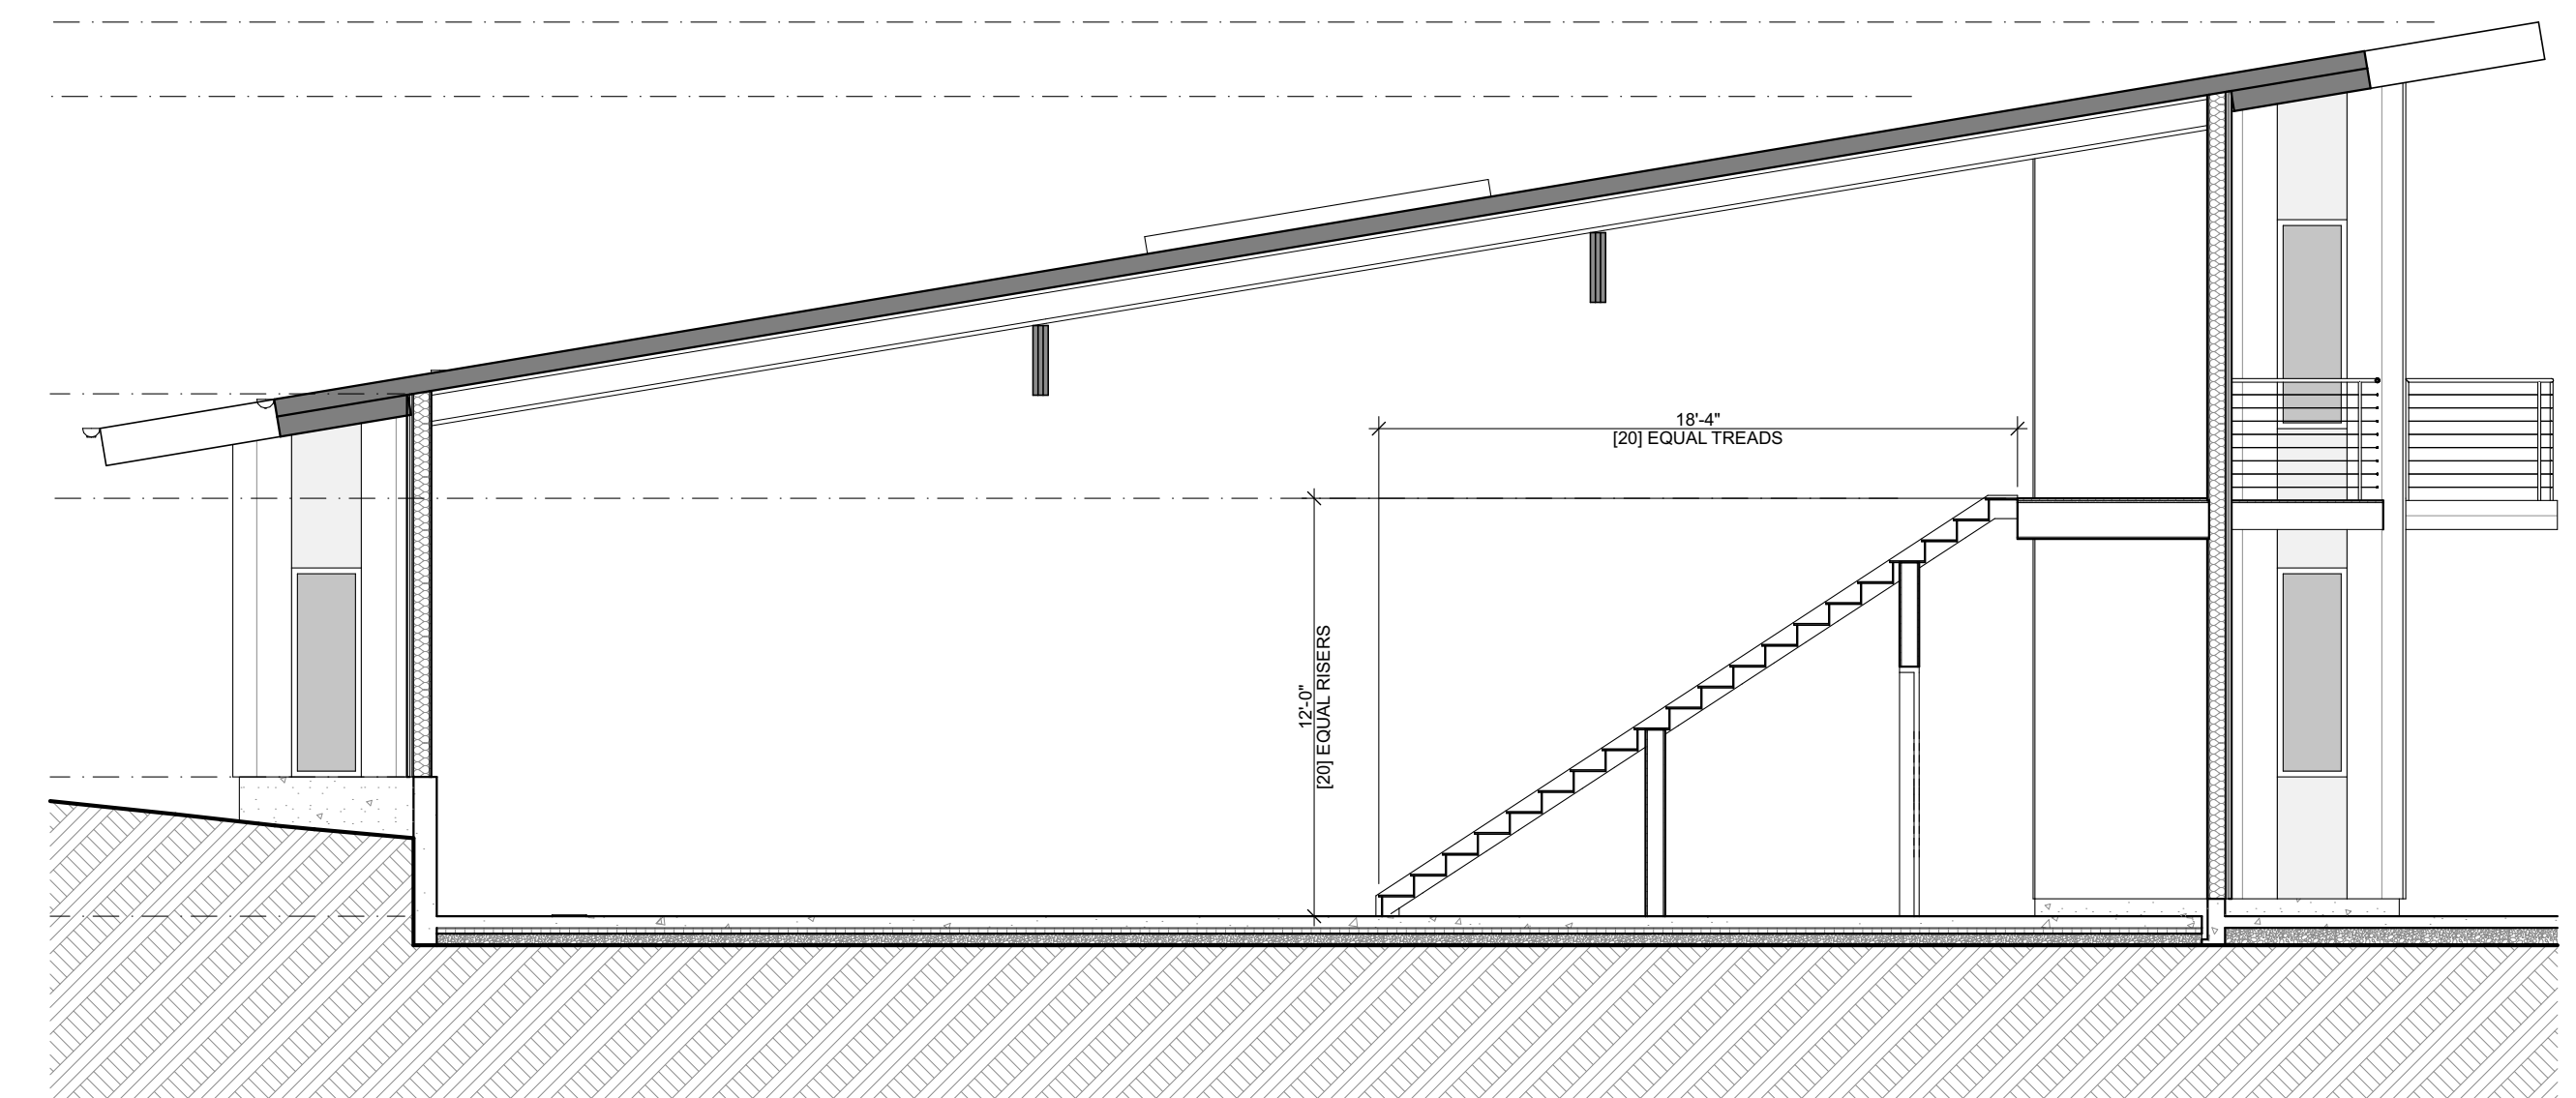 18'-4"
[20] EQUAL TREADS
12'-0"
[20] EQUAL RISERS